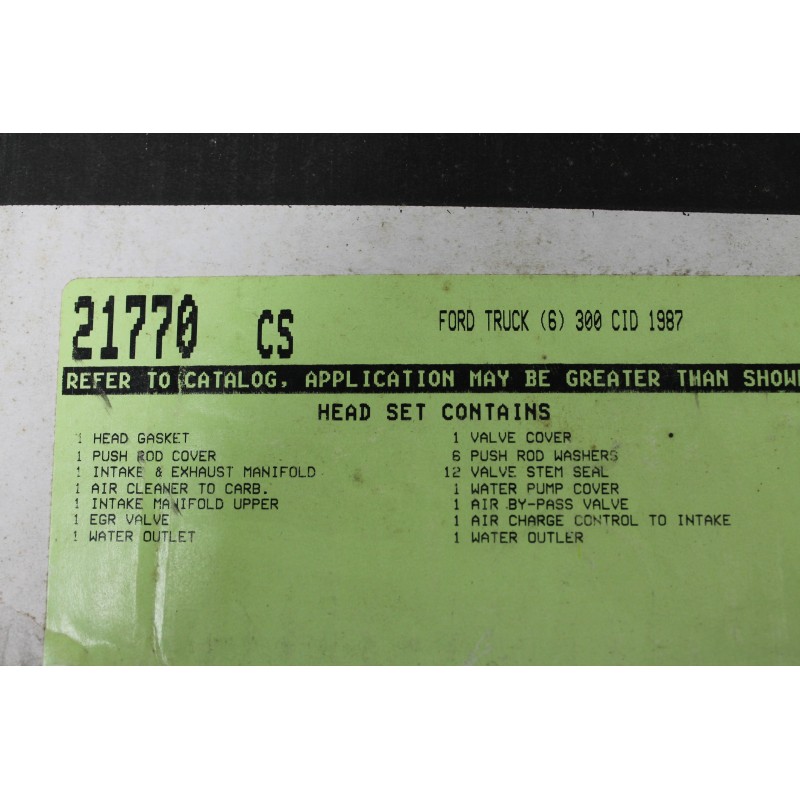 21770 CS FORD TRUCK (6) 300 CID 1987
REFER TO CATALOG, APPLICATION MAY BE GREATER THAN SHOWN
HEAD SET CONTAINS
1 HEAD GASKET
1 PUSH ROD COVER
1 INTAKE & EXHAUST MANIFOLD
1 AIR CLEANER TO CARB.
1 INTAKE MANIFOLD UPPER
1 EGR VALVE
1 WATER OUTLET
1 VALVE COVER
6 PUSH ROD WASHERS
12 VALVE STEM SEAL
1 WATER PUMP COVER
1 AIR BY-PASS VALVE
1 AIR CHARGE CONTROL TO INTAKE
1 WATER OUTLER